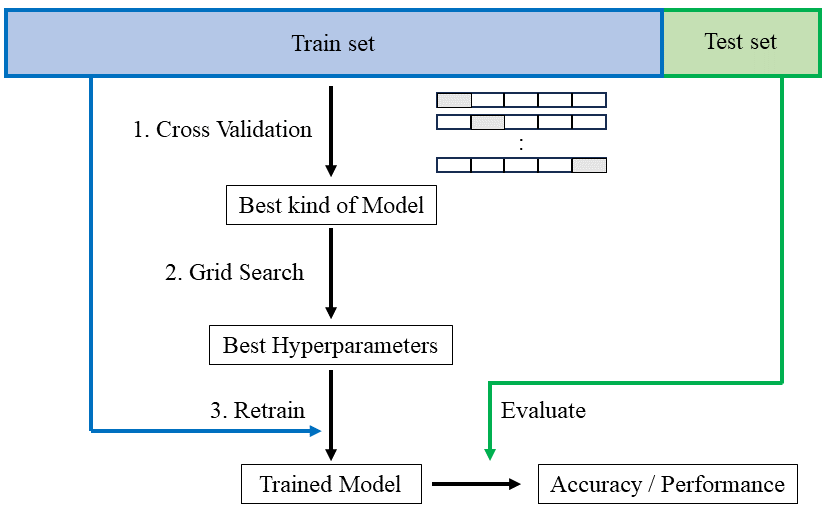 Train set
Test set
1. Cross Validation
:
Best kind of Model
2. Grid Search
Best Hyperparameters
3. Retrain
Evaluate
Trained Model
Accuracy / Performance